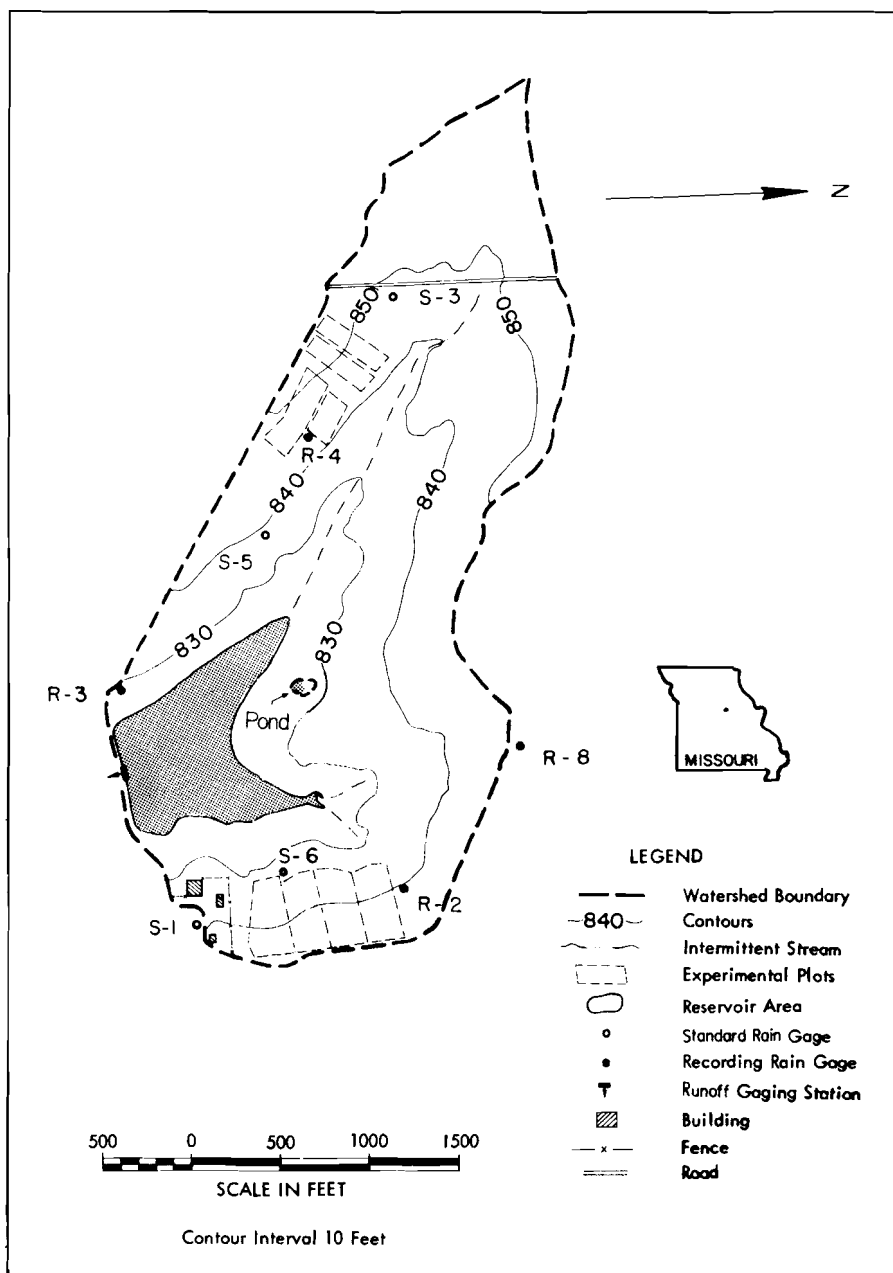 N
S-3
850
850
R-4
840
840
S-5
830
830
R-3
Pond
R-8
MISSOURI
S-6
R-2
S-1
LEGEND
Watershed Boundary
840 Contours
Intermittent Stream
Experimental Plots
Reservoir Area
Standard Rain Gage
Recording Rain Gage
Runoff Gaging Station
Building
x Fence
Road
500 0 500 1000 1500
SCALE IN FEET
Contour Interval 10 Feet